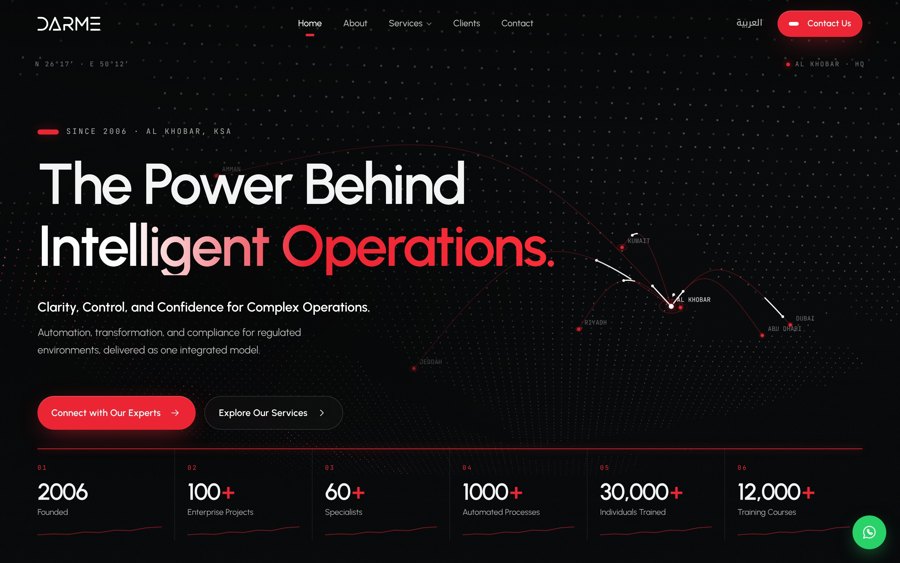 DARME
Home About Services Clients Contact
العربية
Contact Us
N 26°17' · E 50°12'
AL KHOBAR · HQ
SINCE 2006 · AL KHOBAR, KSA
The Power Behind
Intelligent Operations.
Clarity, Control, and Confidence for Complex Operations.
Automation, transformation, and compliance for regulated
environments, delivered as one integrated model.
Connect with Our Experts
Explore Our Services
AMMAN
KUWAIT
AL KHOBAR
RIYADH
DUBAI
ABU DHABI
JEDDAH
01
2006
Founded
02
100+
Enterprise Projects
03
60+
Specialists
04
1000+
Automated Processes
05
30,000+
Individuals Trained
06
12,000+
Training Courses